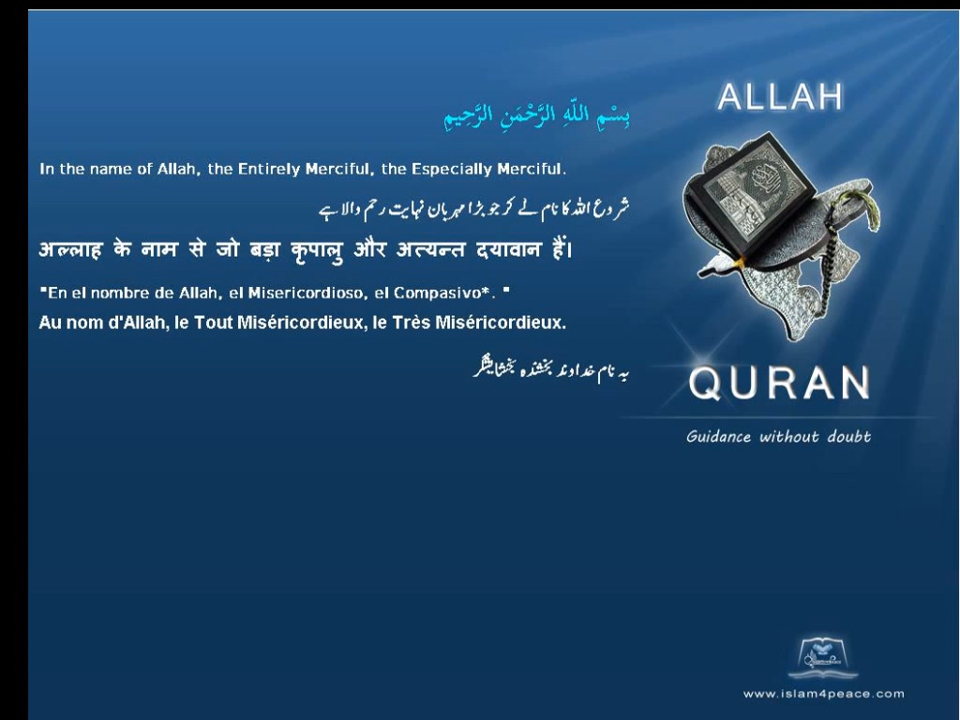 بِسْمِ اللّهِ الرَّحْمَنِ الرَّحِيمِ
In the name of Allah, the Entirely Merciful, the Especially Merciful.
شروع الله کا نام لے کر جو بڑا مہربان نہایت رحم والا ہے
अल्लाह के नाम से जो बड़ा कृपालु और अत्यन्त दयावान हैं।
"En el nombre de Allah, el Misericordioso, el Compasivo*. "
Au nom d'Allah, le Tout Miséricordieux, le Très Miséricordieux.
به نام خداوند بخشنده بخشایشگر
ALLAH
QURAN
Guidance without doubt
www.islam4peace.com